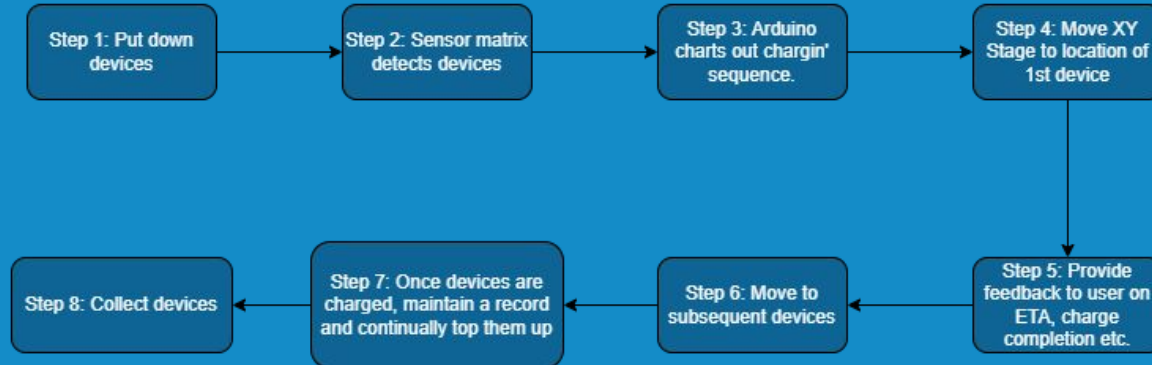 Step 1: Put down
devices
Step 2: Sensor matrix
detects devices
Step 3: Arduino
charts out chargin'
sequence.
Step 4: Move XY
Stage to location of
1st device
Step 5: Provide
feedback to user on
ETA, charge
completion etc.
Step 6: Move to
subsequent devices
Step 7: Once devices are
charged, maintain a record
and continually top them up
Step 8: Collect devices